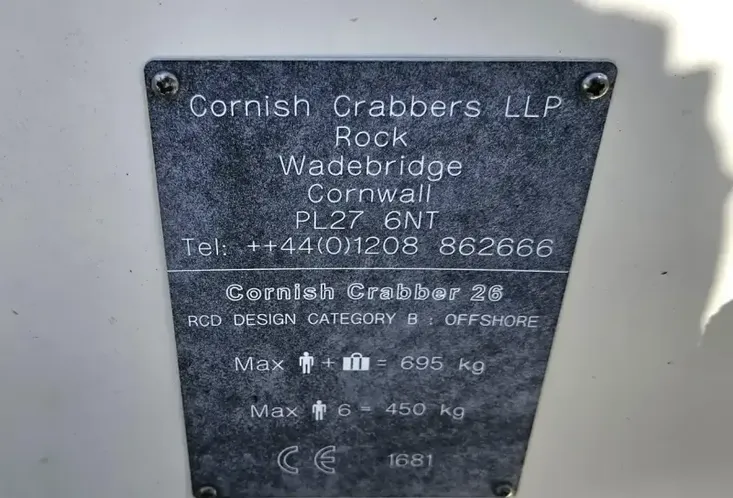 Cornish Crabbers LLP
Rock
Wadebridge
Cornwall
PL27 6NT
Tel: ++44(0)1208 862666
Cornish Crabber 26
RCD DESIGN CATEGORY B : OFFSHORE
Max + = 695 kg
Max 6 = 450 kg
CE 1681